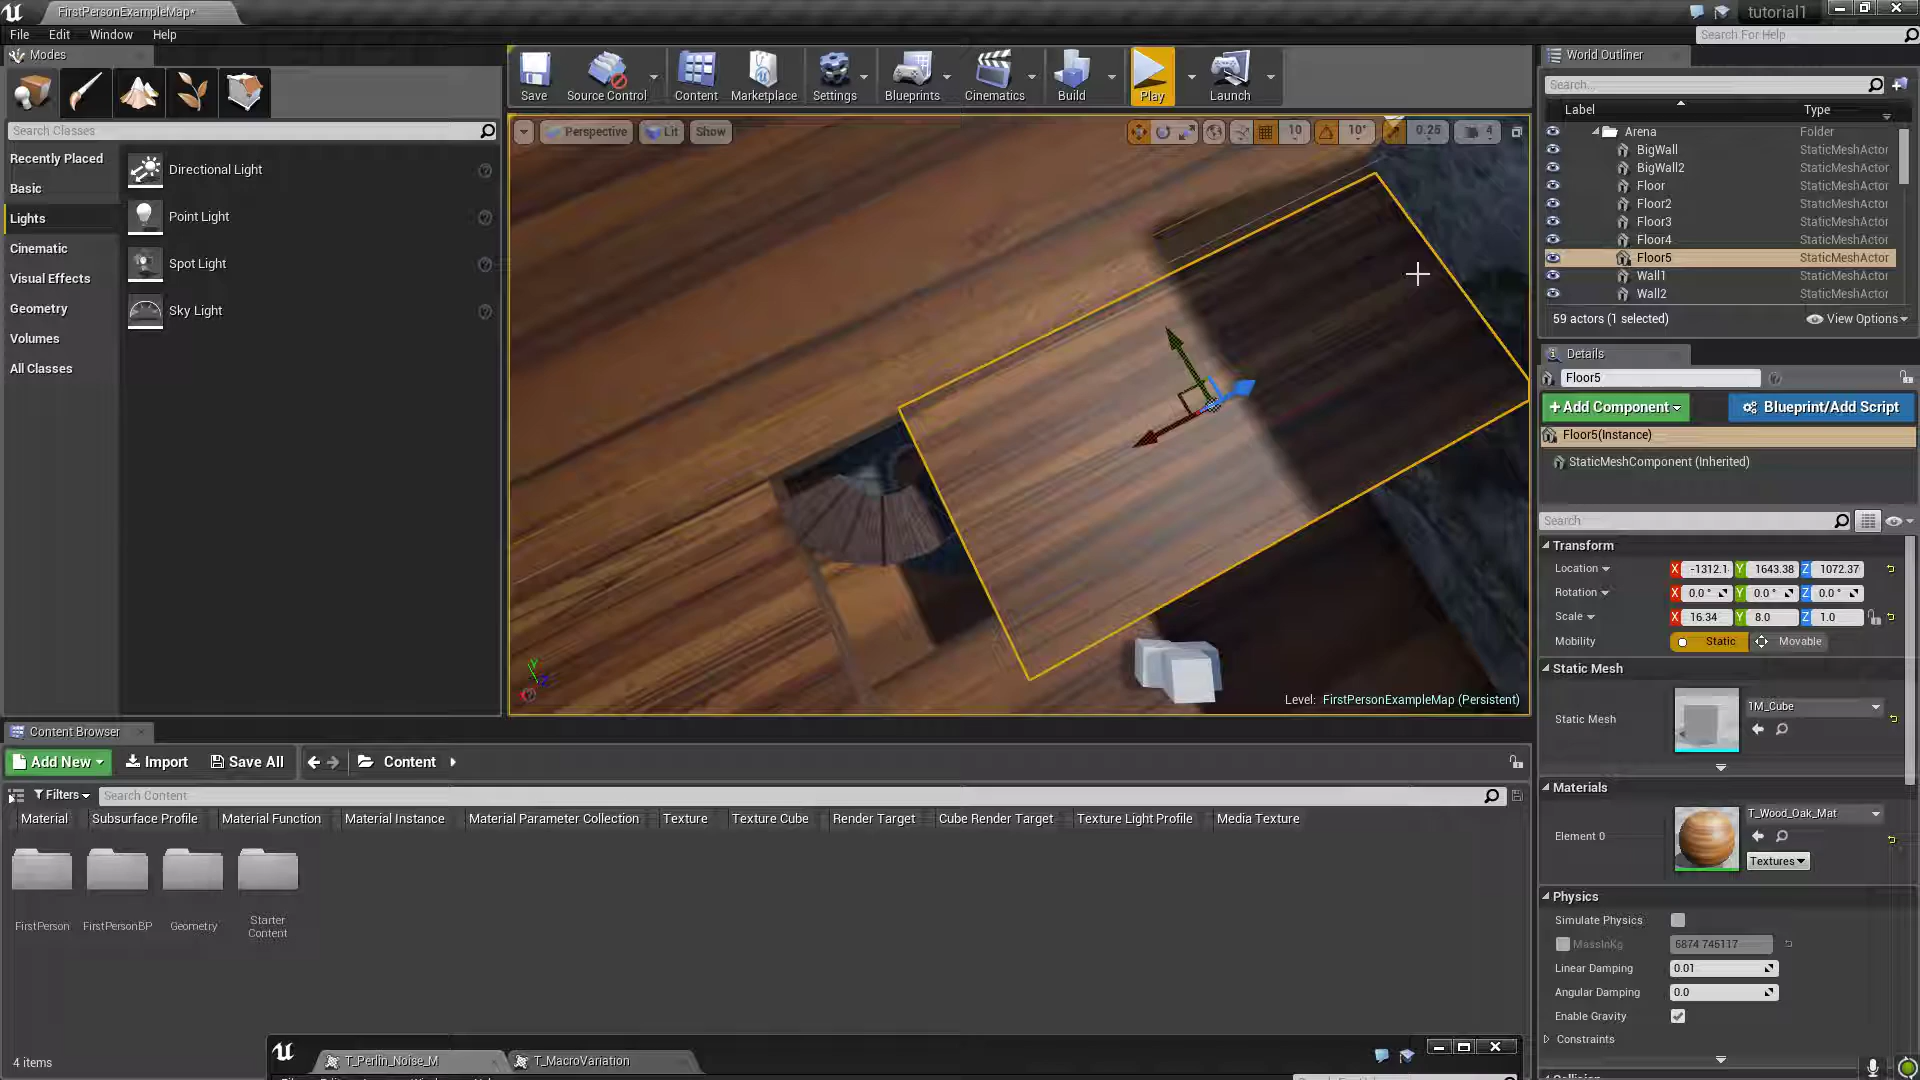 FirstPersonExampleMap*
tutorial1
File Edit Window Help
Search For Help
Modes
Search Classes
Recently Placed
Basic
Lights
Cinematic
Visual Effects
Geometry
Volumes
All Classes
Directional Light
Point Light
Spot Light
Sky Light
Save
Source Control
Content
Marketplace
Settings
Blueprints
Cinematics
Build
Play
Launch
Perspective Lit Show
10 10° 0.25 4
Level: FirstPersonExampleMap (Persistent)
World Outliner
Search...
Label Type
Arena Folder
BigWall StaticMeshActor
BigWall2 StaticMeshActor
Floor StaticMeshActor
Floor2 StaticMeshActor
Floor3 StaticMeshActor
Floor4 StaticMeshActor
Floor5 StaticMeshActor
Wall1 StaticMeshActor
Wall2 StaticMeshActor
59 actors (1 selected)
View Options
Details
Floor5
+Add Component
Blueprint/Add Script
Floor5(Instance)
StaticMeshComponent (Inherited)
Search
Transform
Location X -1312.1 Y 1643.38 Z 1072.37
Rotation X 0.0° Y 0.0° Z 0.0°
Scale X 16.34 Y 8.0 Z 1.0
Mobility Static Movable
Static Mesh
Static Mesh
1M_Cube
Materials
Element 0
T_Wood_Oak_Mat
Textures
Physics
Simulate Physics
MassInKg 6874.745117
Linear Damping 0.01
Angular Damping 0.0
Enable Gravity
Constraints
Content Browser
Add New Import Save All Content
Filters Search Content
Material Subsurface Profile Material Function Material Instance Material Parameter Collection Texture Texture Cube Render Target Cube Render Target Texture Light Profile Media Texture
FirstPerson
FirstPersonBP
Geometry
Starter
Content
4 items
T_Perlin_Noise_M
T_MacroVariation